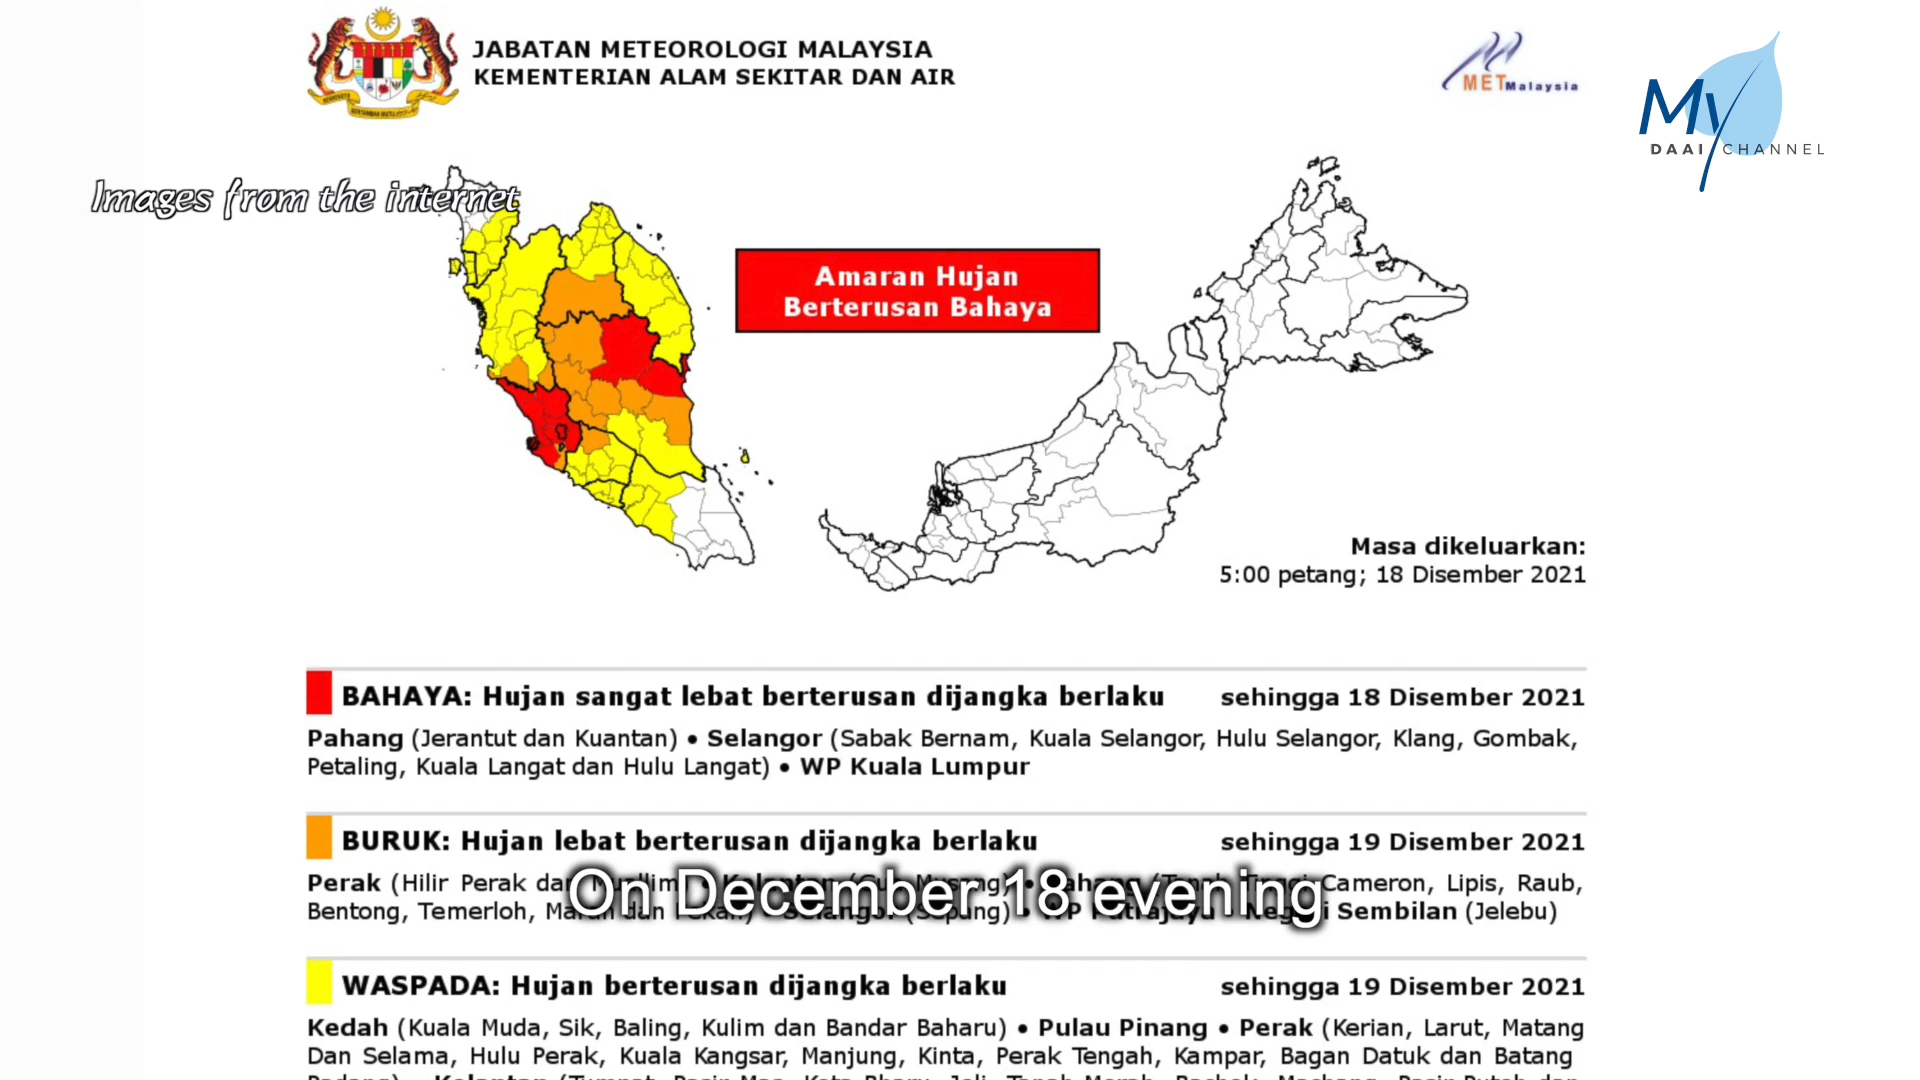 JABATAN METEOROLOGI MALAYSIA
KEMENTERIAN ALAM SEKITAR DAN AIR
METMalaysia
My
DAAI CHANNEL
Images from the internet
Amaran Hujan
Berterusan Bahaya
Masa dikeluarkan:
5:00 petang; 18 Disember 2021
BAHAYA: Hujan sangat lebat berterusan dijangka berlaku sehingga 18 Disember 2021
Pahang (Jerantut dan Kuantan) • Selangor (Sabak Bernam, Kuala Selangor, Hulu Selangor, Klang, Gombak,
Petaling, Kuala Langat dan Hulu Langat) • WP Kuala Lumpur
BURUK: Hujan lebat berterusan dijangka berlaku sehingga 19 Disember 2021
Perak (Hilir Perak dan Cameron, Lipis, Raub,
Bentong, Temerloh, Sembilan (Jelebu)
On December 18 evening
WASPADA: Hujan berterusan dijangka berlaku sehingga 19 Disember 2021
Kedah (Kuala Muda, Sik, Baling, Kulim dan Bandar Baharu) • Pulau Pinang • Perak (Kerian, Larut, Matang
Dan Selama, Hulu Perak, Kuala Kangsar, Manjung, Kinta, Perak Tengah, Kampar, Bagan Datuk dan Batang